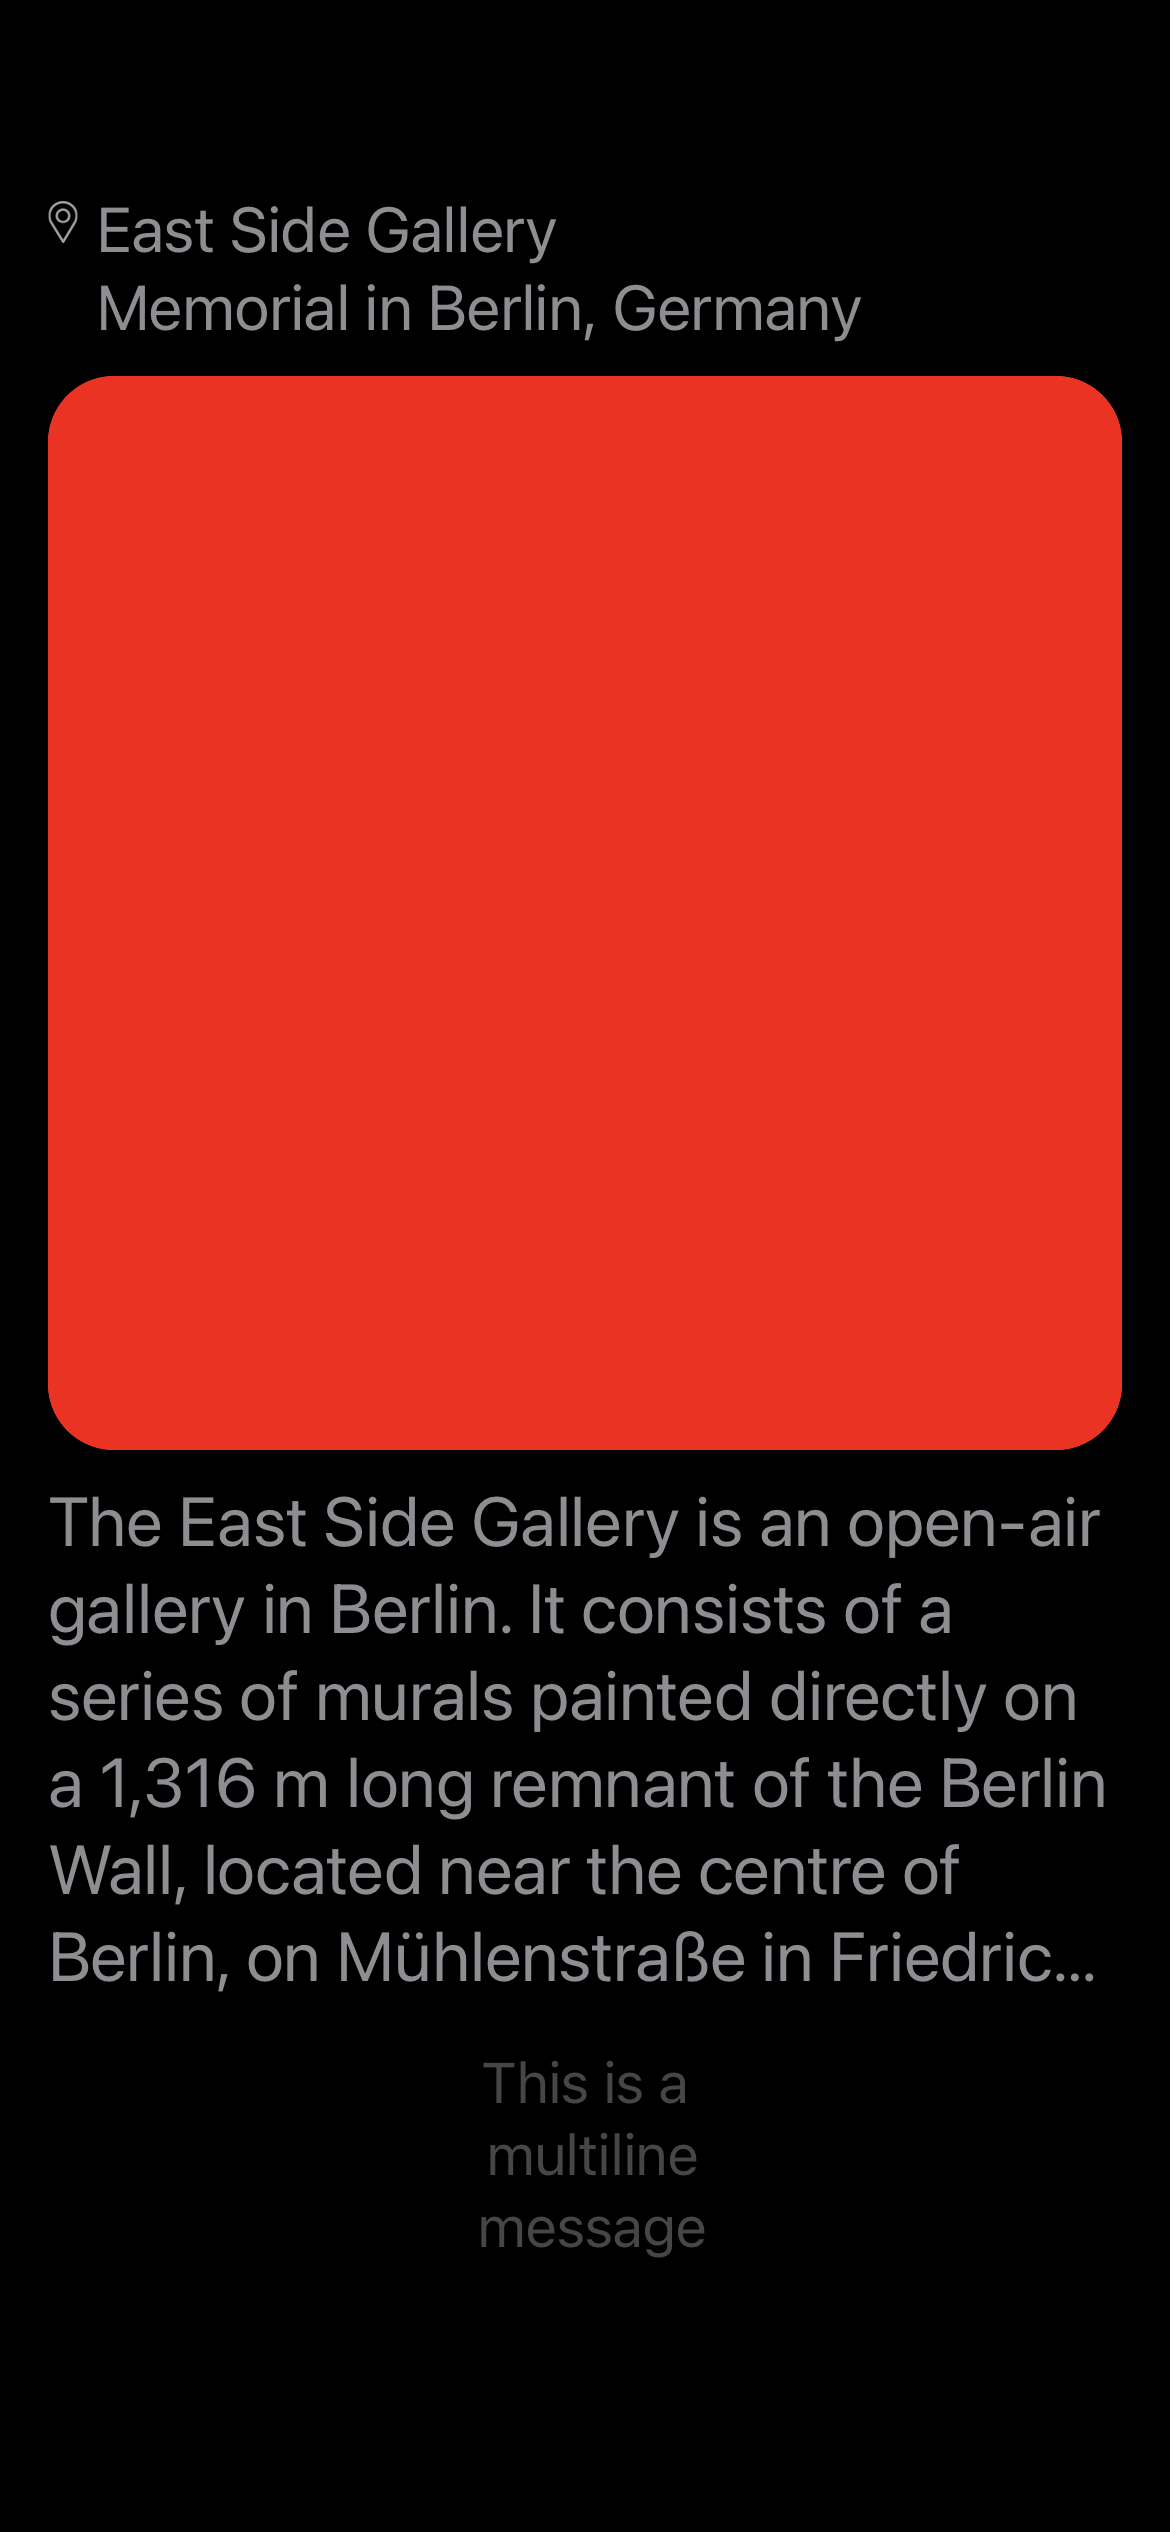 East Side Gallery
Memorial in Berlin, Germany
The East Side Gallery is an open-air
gallery in Berlin. It consists of a
series of murals painted directly on
a 1,316 m long remnant of the Berlin
Wall, located near the centre of
Berlin, on Mühlenstraße in Friedric...
This is a
multiline
message